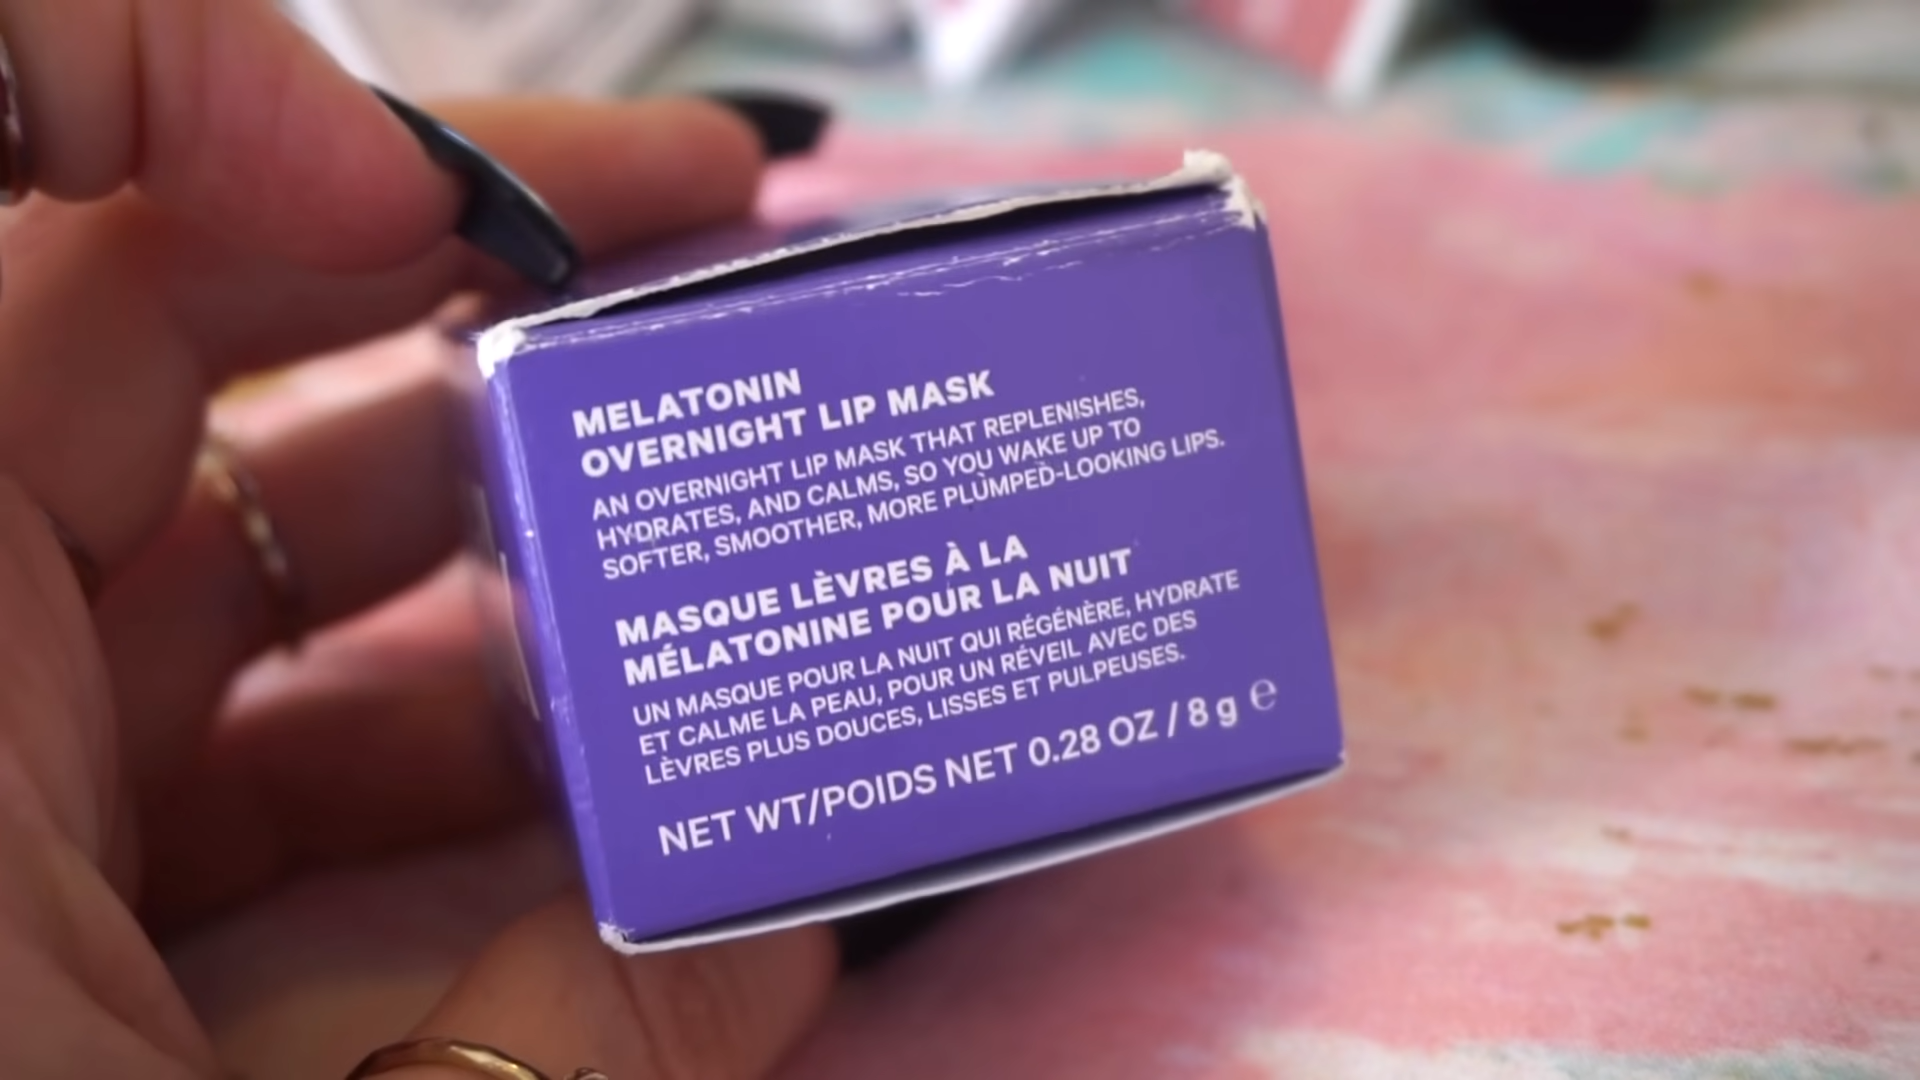 MELATONIN
OVERNIGHT LIP MASK
AN OVERNIGHT LIP MASK THAT REPLENISHES,
HYDRATES, AND CALMS, SO YOU WAKE UP TO
SOFTER, SMOOTHER, MORE PLUMPED-LOOKING LIPS.
MASQUE LÈVRES À LA
MÉLATONINE POUR LA NUIT
UN MASQUE POUR LA NUIT QUI RÉGÉNÈRE, HYDRATE
ET CALME LA PEAU, POUR UN RÉVEIL AVEC DES
LÈVRES PLUS DOUCES, LISSES ET PULPEUSES.
NET WT/POIDS NET 0.28 OZ / 8 g ℮